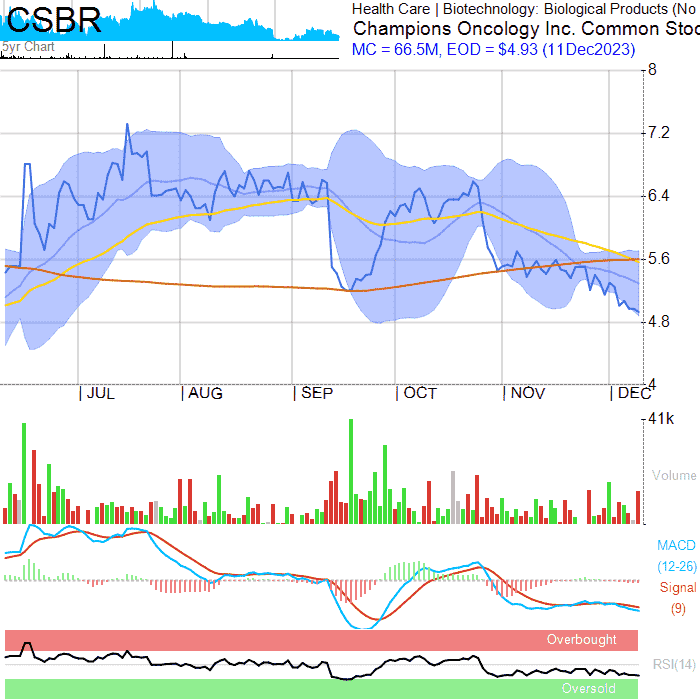 CSBR
5yr Chart
Health Care | Biotechnology: Biological Products (No
Champions Oncology Inc. Common Stoc
MC = 66.5M, EOD = $4.93 (11Dec2023)
8
7.2
6.4
5.6
4.8
4
| JUL | AUG | SEP | OCT | NOV | DEC
41k
Volume
MACD
(12-26)
Signal
(9)
Overbought
RSI(14)
Oversold